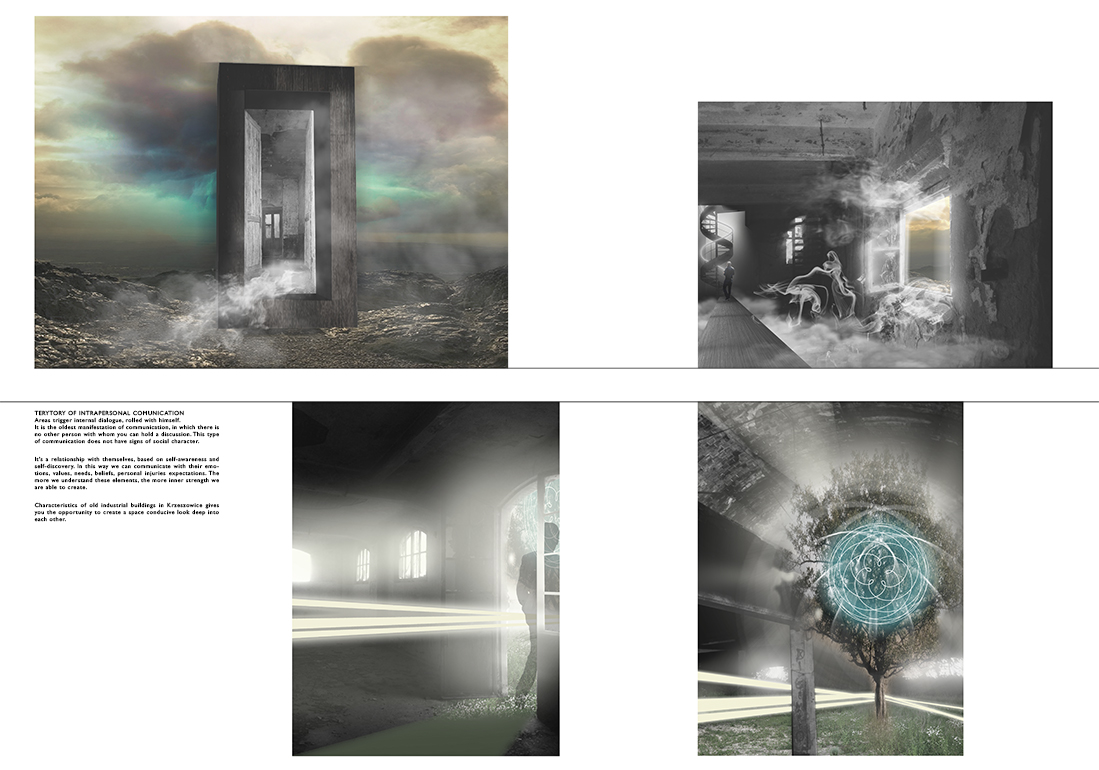 TERYTORY OF INTRAPERSONAL COMUNICATION
Areas trigger internal dialogue, rolled with himself.
It is the oldest manifestation of communication, in which there is
no other person with whom you can hold a discussion. This type
of communication does not have signs of social character.
It's a relationship with themselves, based on self-awareness and
self-discovery. In this way we can communicate with their emo-
tions, values, needs, beliefs, personal injuries expectations. The
more we understand these elements, the more inner strength we
are able to create.
Characteristics of old industrial buildings in Krzeszowice gives
you the opportunity to create a space conducive look deep into
each other.